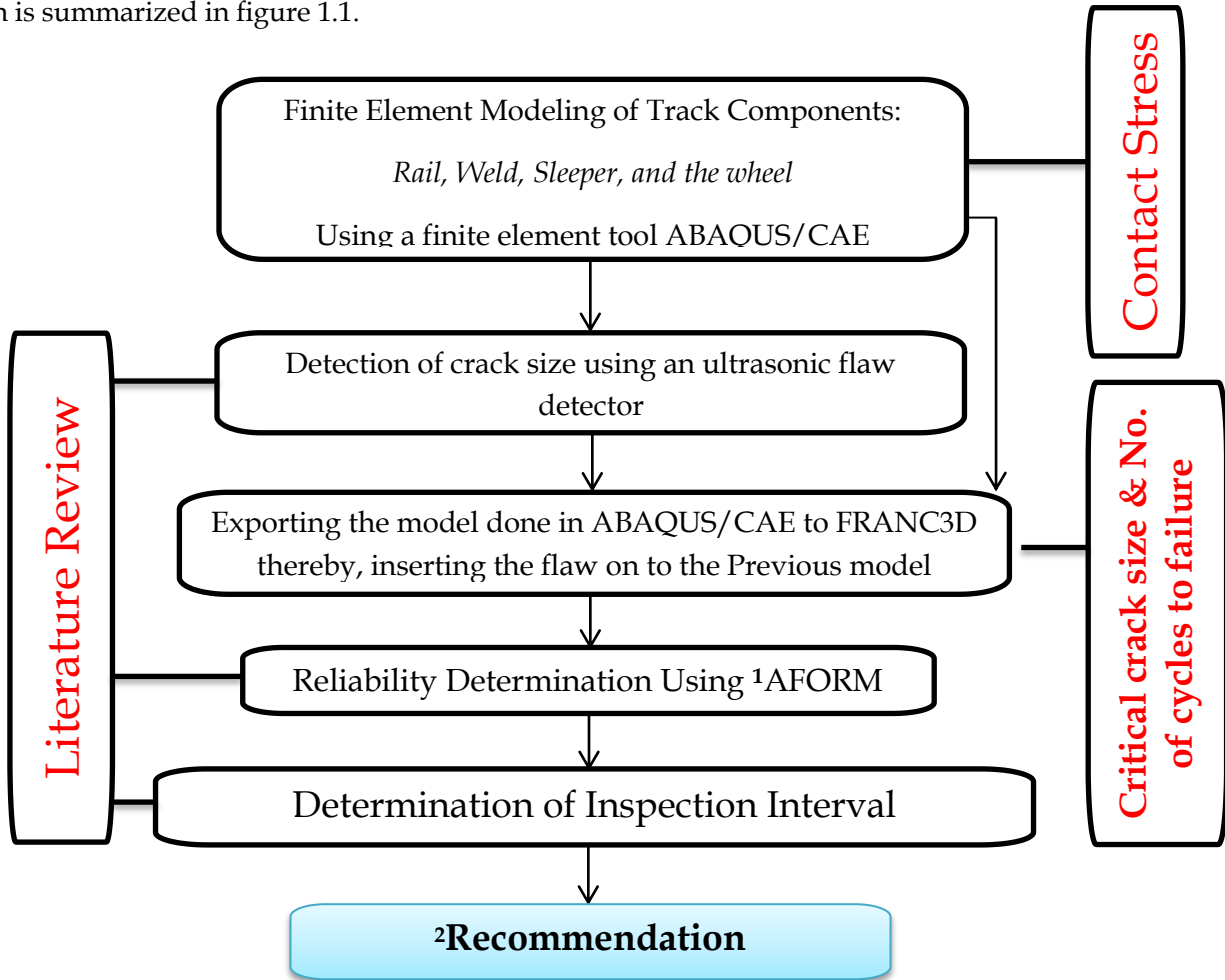 n is summarized in figure 1.1.
Finite Element Modeling of Track Components:
Rail, Weld, Sleeper, and the wheel
Using a finite element tool ABAQUS/CAE
Contact Stress
Detection of crack size using an ultrasonic flaw
detector
Literature Review
Exporting the model done in ABAQUS/CAE to FRANC3D
thereby, inserting the flaw on to the Previous model
Critical crack size & No.
of cycles to failure
Reliability Determination Using ¹AFORM
Determination of Inspection Interval
²Recommendation